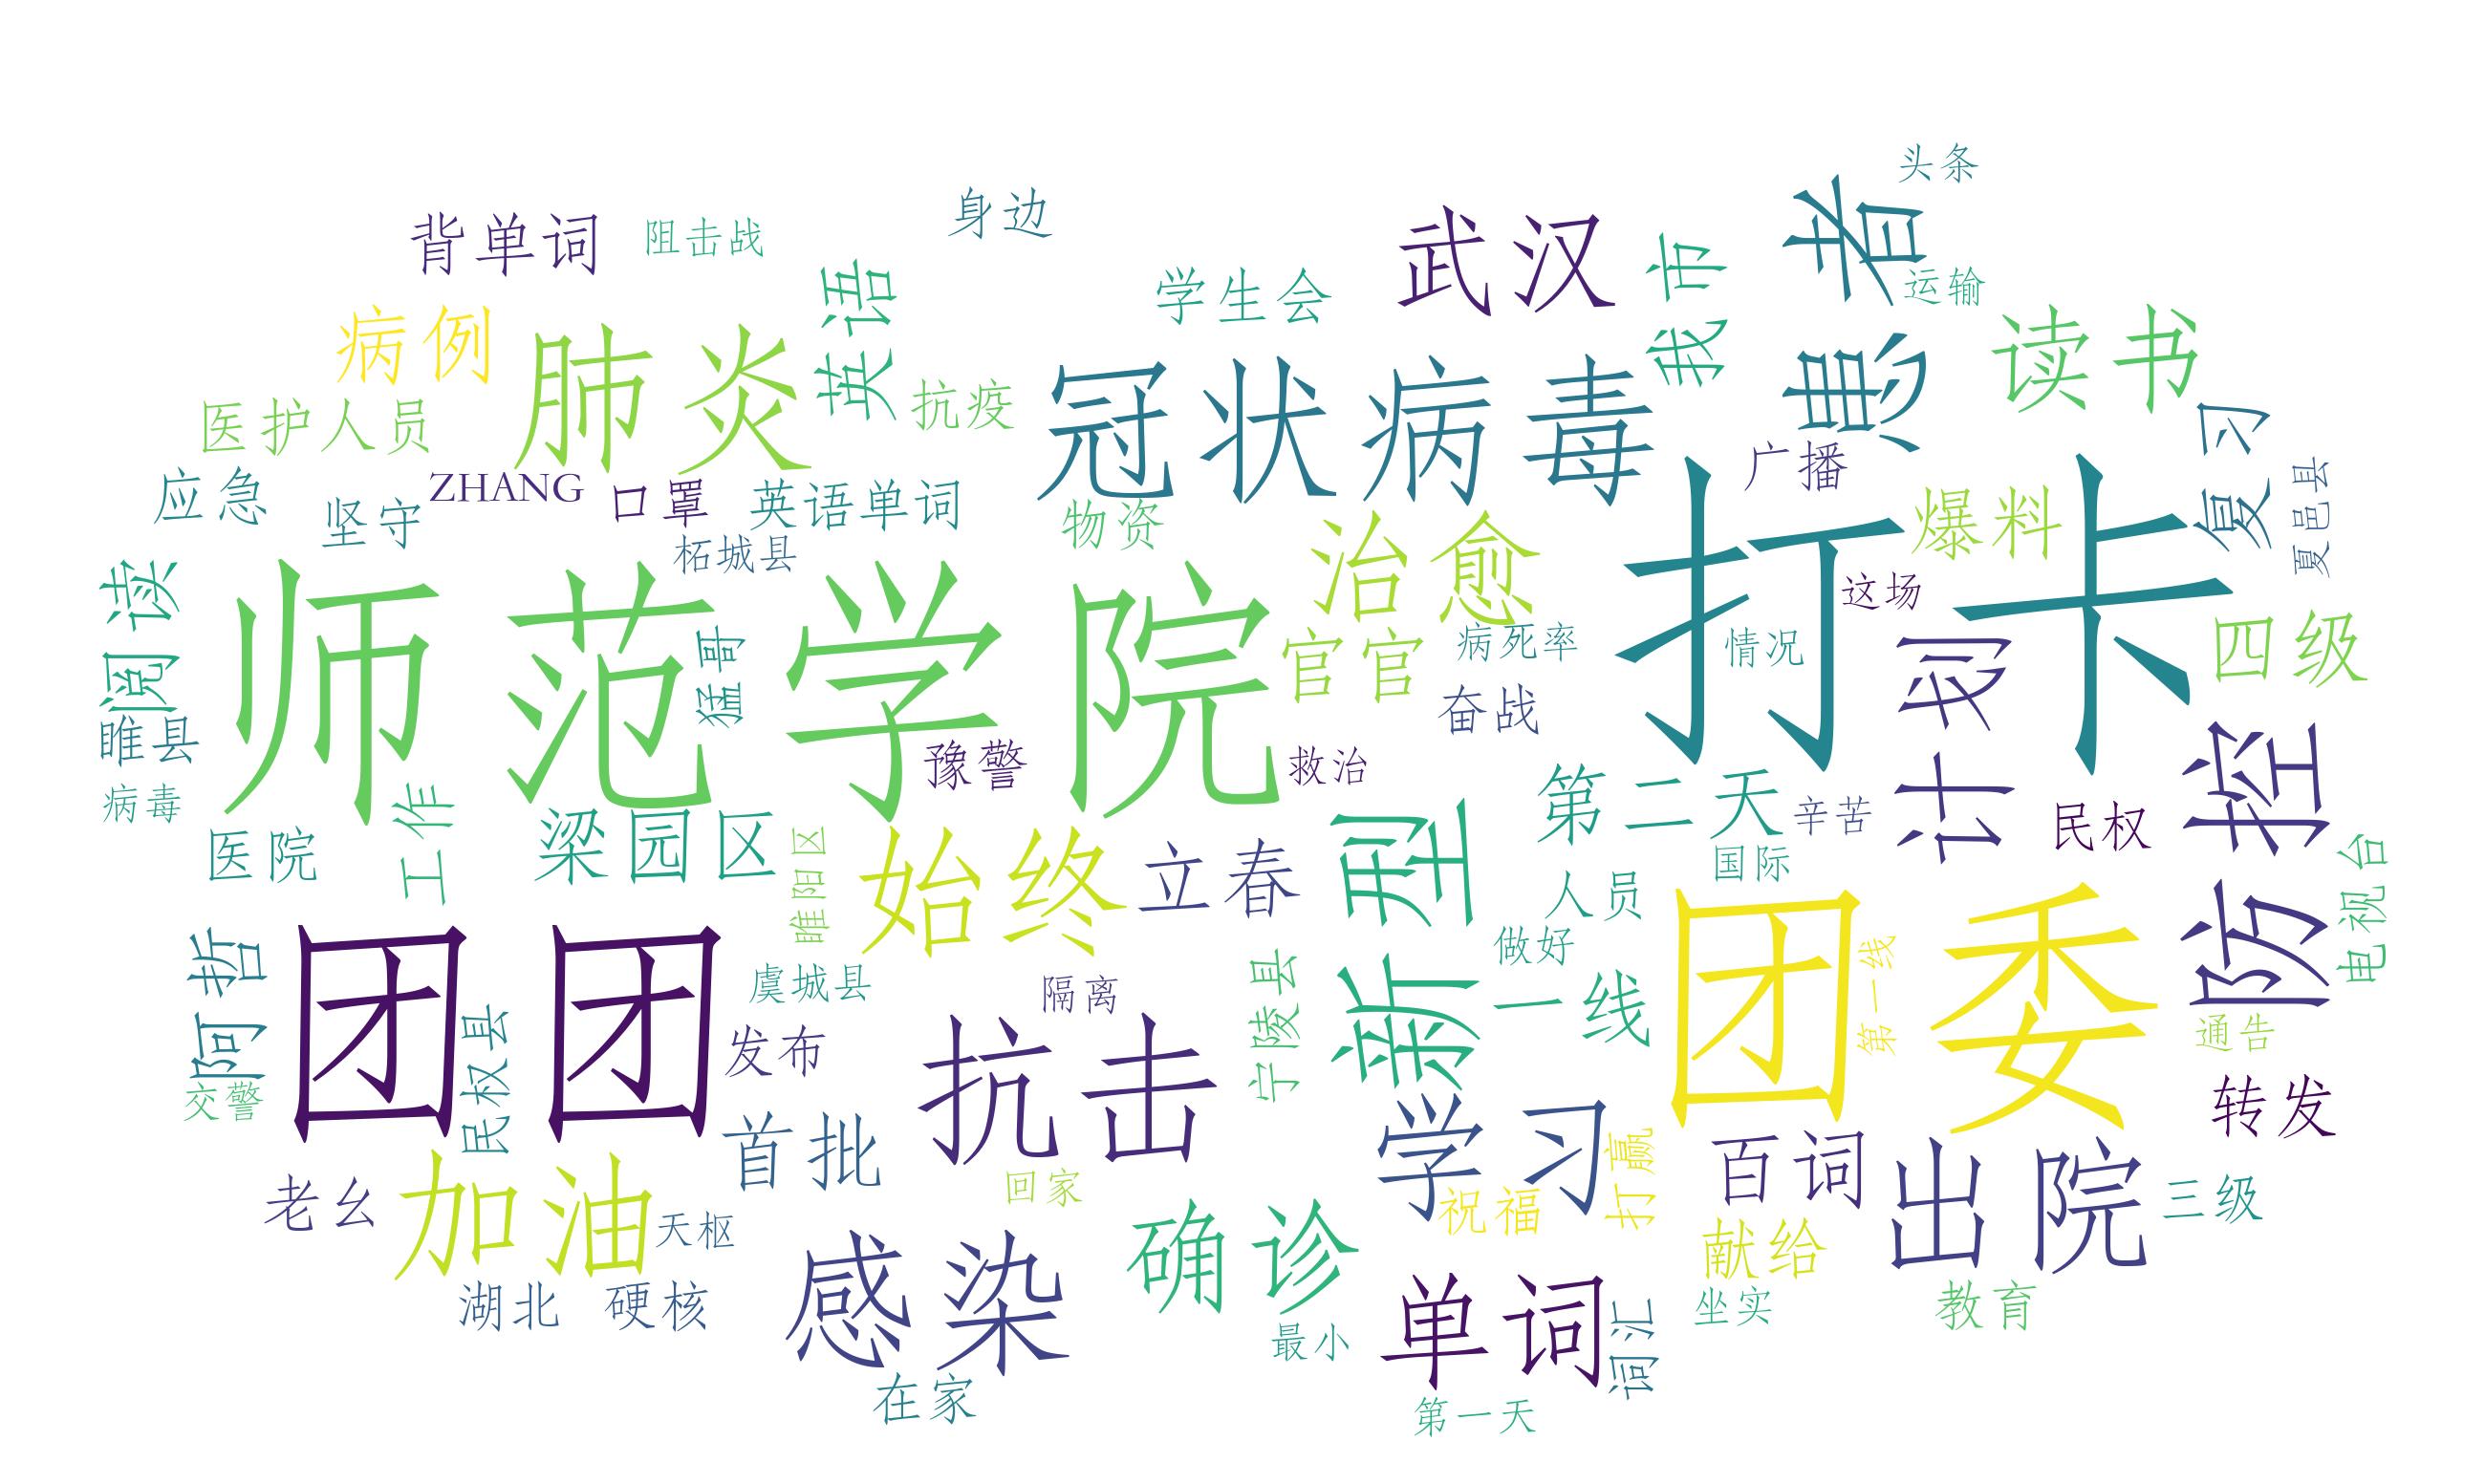 头条
身边
武汉
患者
背单词
阻击战
我市
学生会
运输
关注
病例
肺炎
读书
冠状病毒
抗疫
医护人员
复习
广播
夏邑县
应急
ZHANG
口罩
英语单词
物资
爆料
坚守
柘城县
治愈
打卡
阅读
师范学院
这场
计划
四级
直播
官官
病死率
情况
睢县
奋战
豫警
救治
防控
病毒
工作
第二天
辛苦
民权
医院
梁园区
睢阳区
始终
立春
新型
国际
人员
电视台
团团
团委
第一线
做好
虞城县
隔离
宁陵县
一线
民权县
发布
抗击
通告
交警
转发
首批
学习
打赢
百词
老幺
加油
天枢
回家
确诊
祝福
出院
三级
献给
感染
湖北
硬核
单词
词汇
坐实
教育
最小
在家
第一天